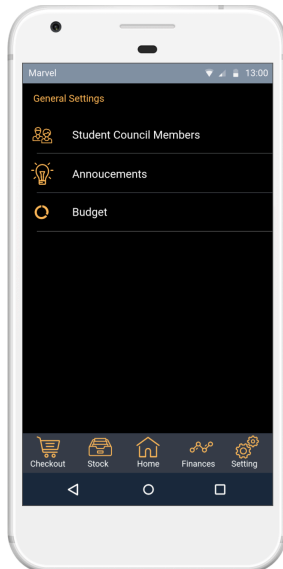 Marvel 13:00
General Settings
Student Council Members
Annoucements
Budget
Checkout Stock Home Finances Setting